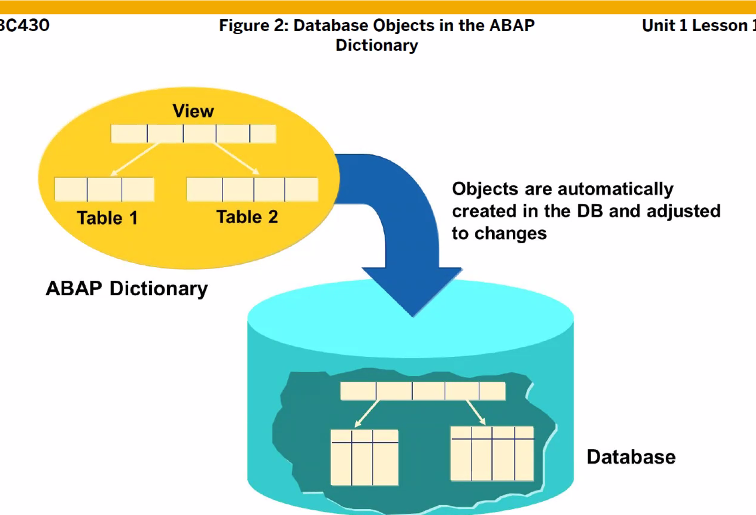 BC430
Figure 2: Database Objects in the ABAP
Dictionary
Unit 1 Lesson 1
View
Table 1
Table 2
Objects are automatically
created in the DB and adjusted
to changes
ABAP Dictionary
Database